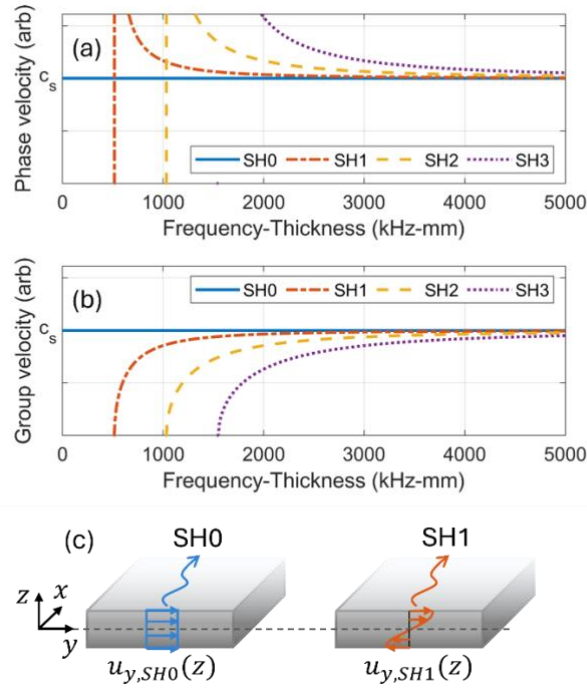 (a)
Phase velocity (arb)
c_s
SH0 SH1 SH2 SH3
0 1000 2000 3000 4000 5000
Frequency-Thickness (kHz-mm)
(b)
Group velocity (arb)
c_s
SH0 SH1 SH2 SH3
0 1000 2000 3000 4000 5000
Frequency-Thickness (kHz-mm)
(c)
SH0 SH1
z x y
u_{y,SH0}(z) u_{y,SH1}(z)